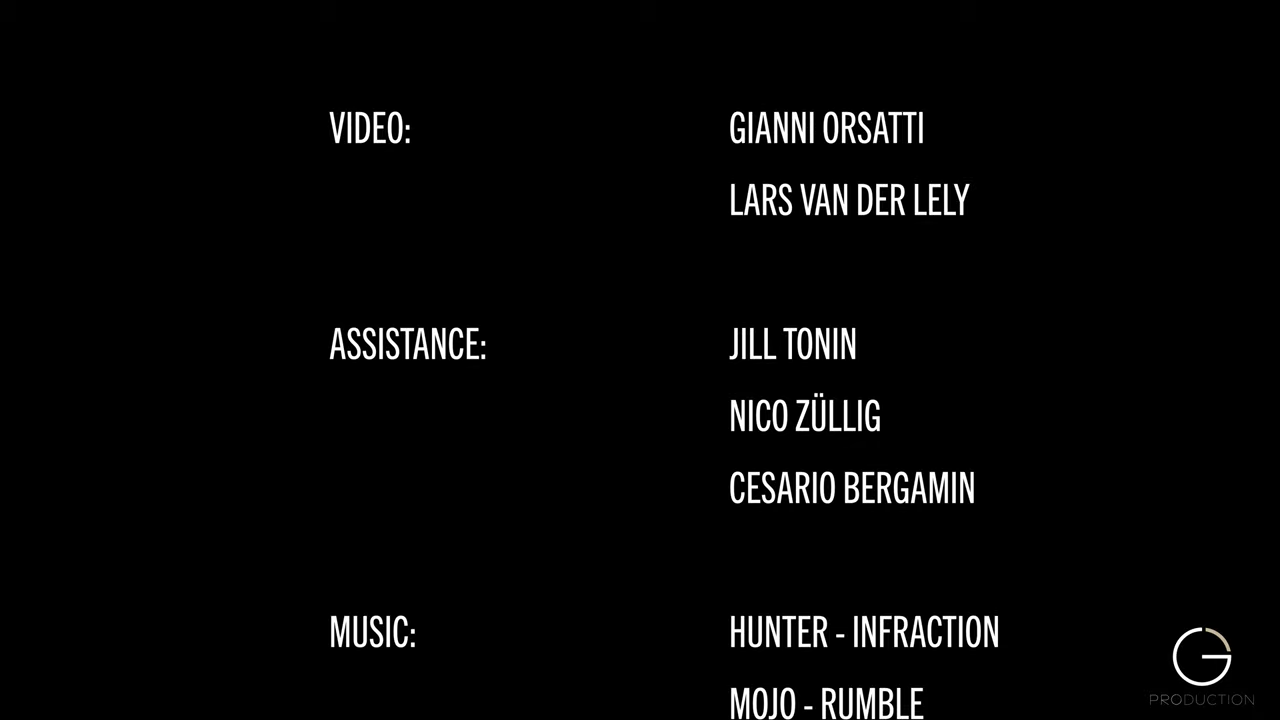 VIDEO: GIANNI ORSATTI
LARS VAN DER LELY
ASSISTANCE: JILL TONIN
NICO ZÜLLIG
CESARIO BERGAMIN
MUSIC: HUNTER - INFRACTION
MOJO - RUMBLE
G
PRODUCTION